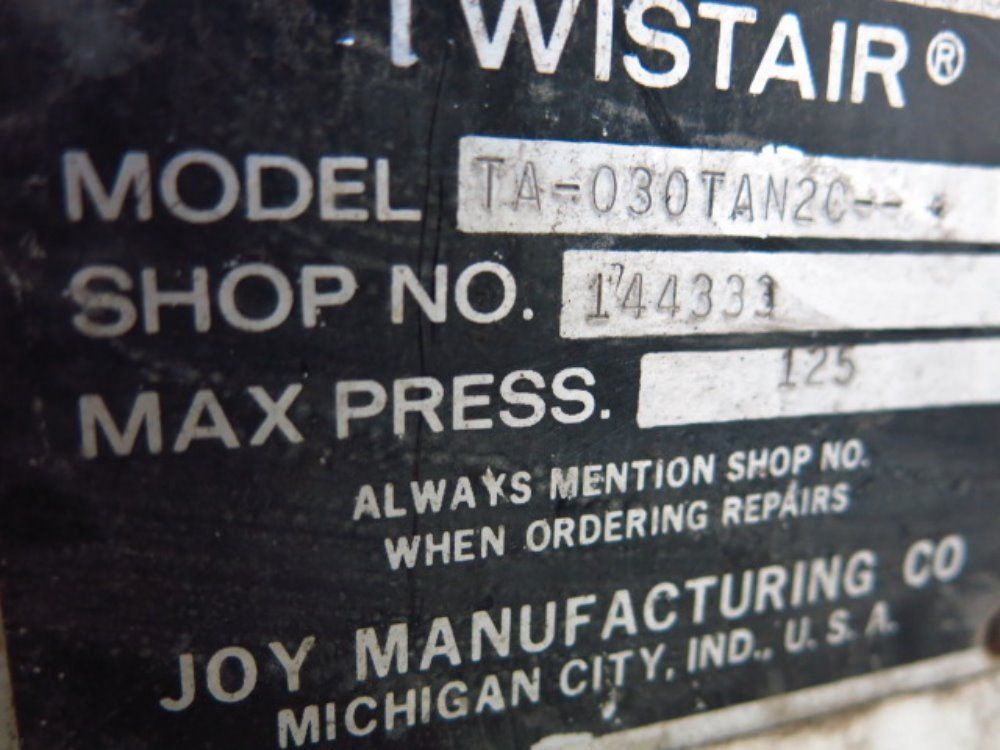 TWISTAIR®
MODEL TA-030TAN2C--
SHOP NO. 144333
MAX PRESS. 125
ALWAYS MENTION SHOP NO.
WHEN ORDERING REPAIRS
JOY MANUFACTURING CO
MICHIGAN CITY, IND., U. S. A.